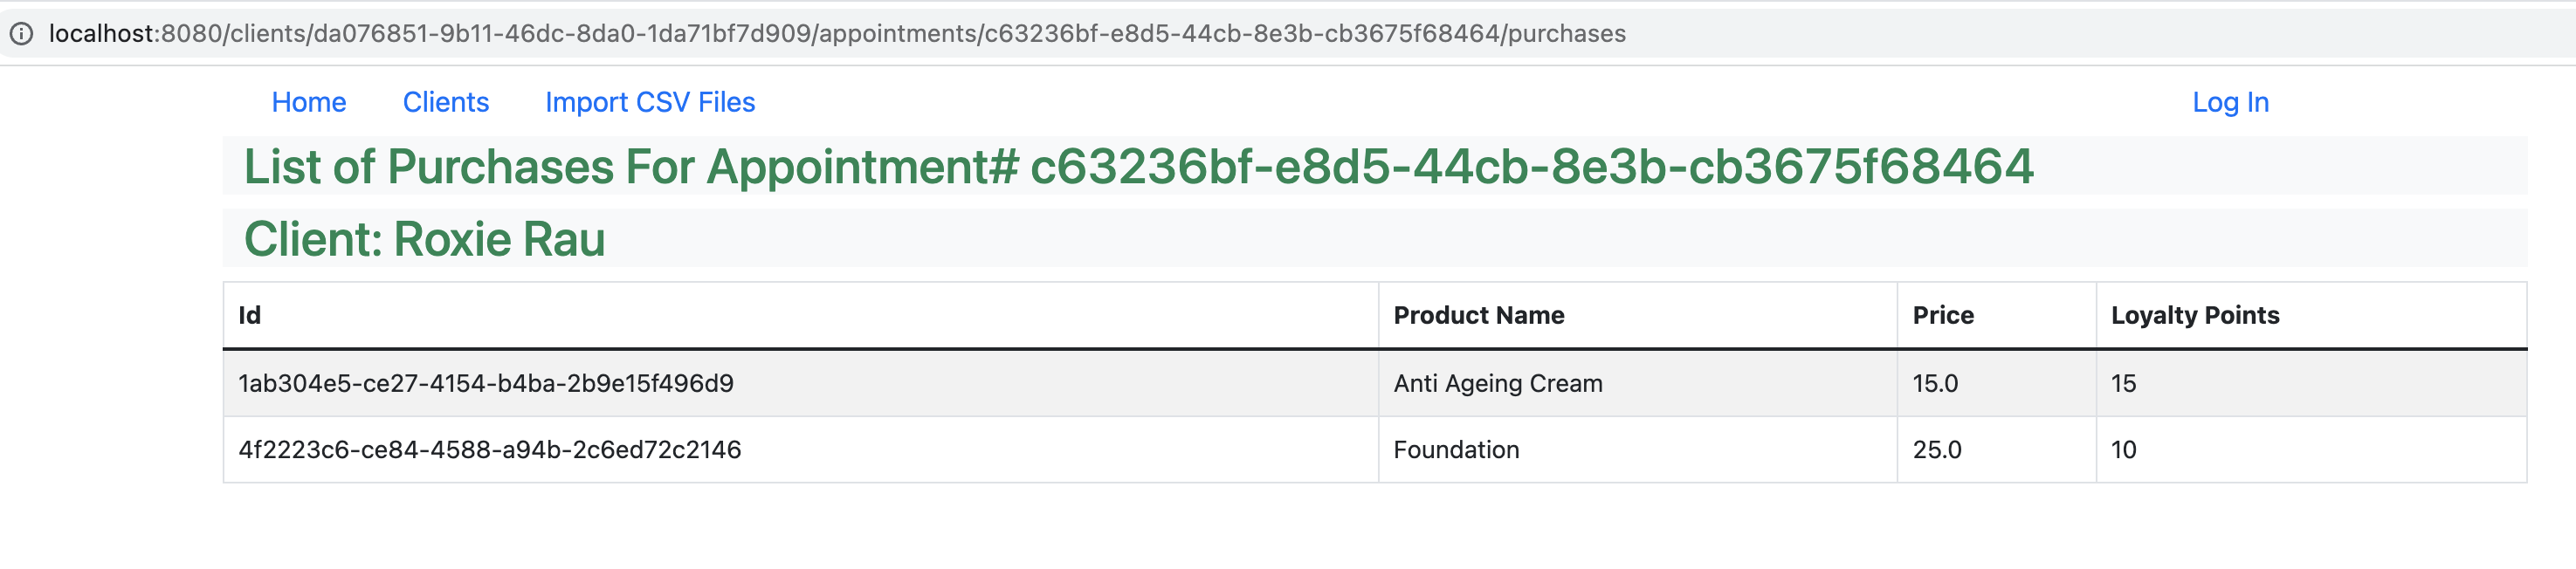 localhost:8080/clients/da076851-9b11-46dc-8da0-1da71bf7d909/appointments/c63236bf-e8d5-44cb-8e3b-cb3675f68464/purchases
Home Clients Import CSV Files Log In
List of Purchases For Appointment# c63236bf-e8d5-44cb-8e3b-cb3675f68464
Client: Roxie Rau
Id Product Name Price Loyalty Points
1ab304e5-ce27-4154-b4ba-2b9e15f496d9 Anti Ageing Cream 15.0 15
4f2223c6-ce84-4588-a94b-2c6ed72c2146 Foundation 25.0 10